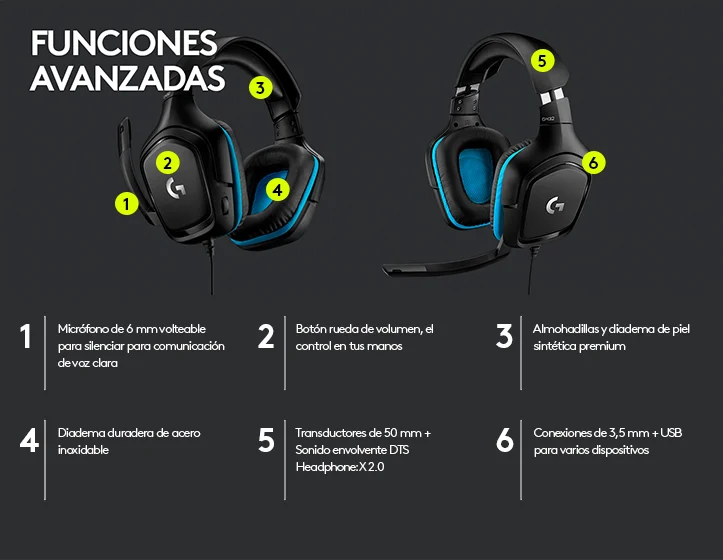 FUNCIONES
AVANZADAS
3
5
2
6
4
1
G
G
1
Micrófono de 6 mm volteable
para silenciar para comunicación
de voz clara
2
Botón rueda de volumen, el
control en tus manos
3
Almohadillas y diadema de piel
sintética premium
4
Diadema duradera de acero
inoxidable
5
Transductores de 50 mm +
Sonido envolvente DTS
Headphone:X 2.0
6
Conexiones de 3,5 mm + USB
para varios dispositivos